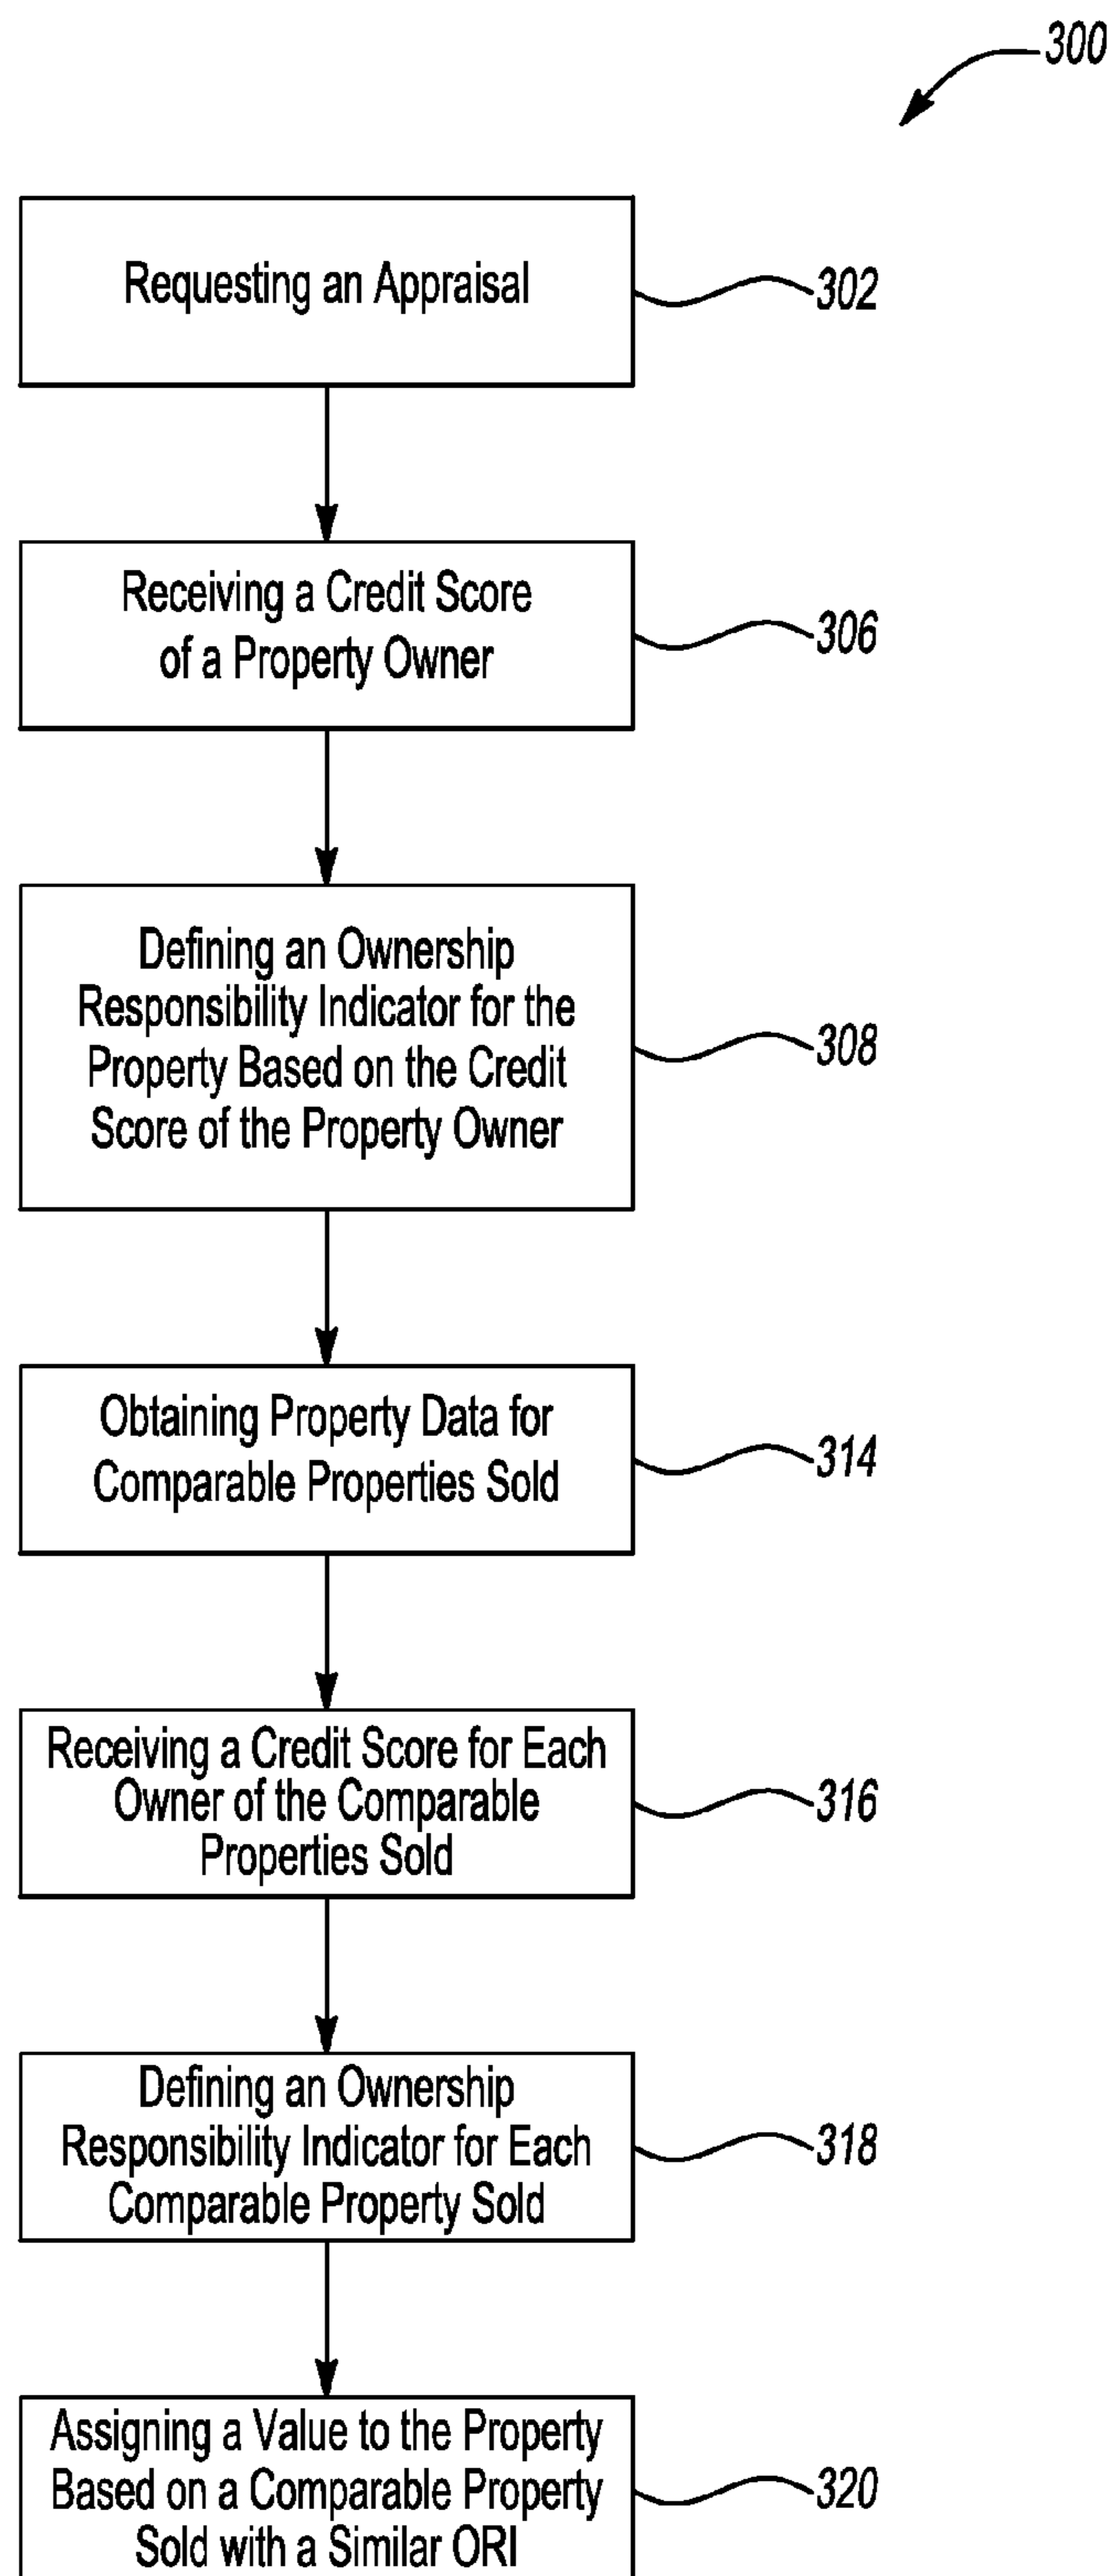 300
Requesting an Appraisal
302
Receiving a Credit Score
of a Property Owner
306
Defining an Ownership
Responsibility Indicator for the
Property Based on the Credit
Score of the Property Owner
308
Obtaining Property Data for
Comparable Properties Sold
314
Receiving a Credit Score for Each
Owner of the Comparable
Properties Sold
316
Defining an Ownership
Responsibility Indicator for Each
Comparable Property Sold
318
Assigning a Value to the Property
Based on a Comparable Property
Sold with a Similar ORI
320